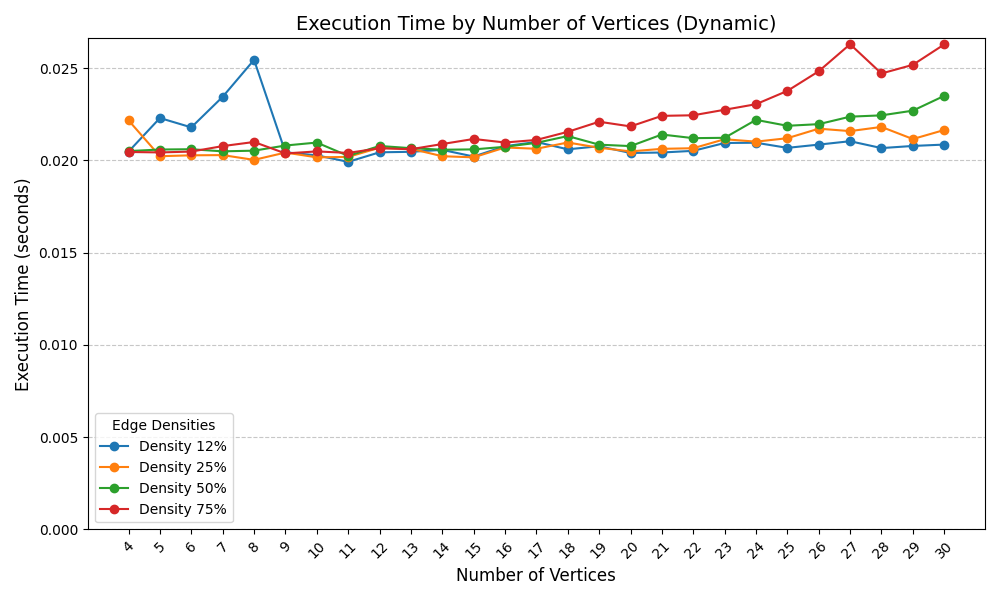 Execution Time by Number of Vertices (Dynamic)
Execution Time (seconds)
0.025
0.020
0.015
0.010
0.005
0.000
Edge Densities
Density 12%
Density 25%
Density 50%
Density 75%
4 5 6 7 8 9 10 11 12 13 14 15 16 17 18 19 20 21 22 23 24 25 26 27 28 29 30
Number of Vertices